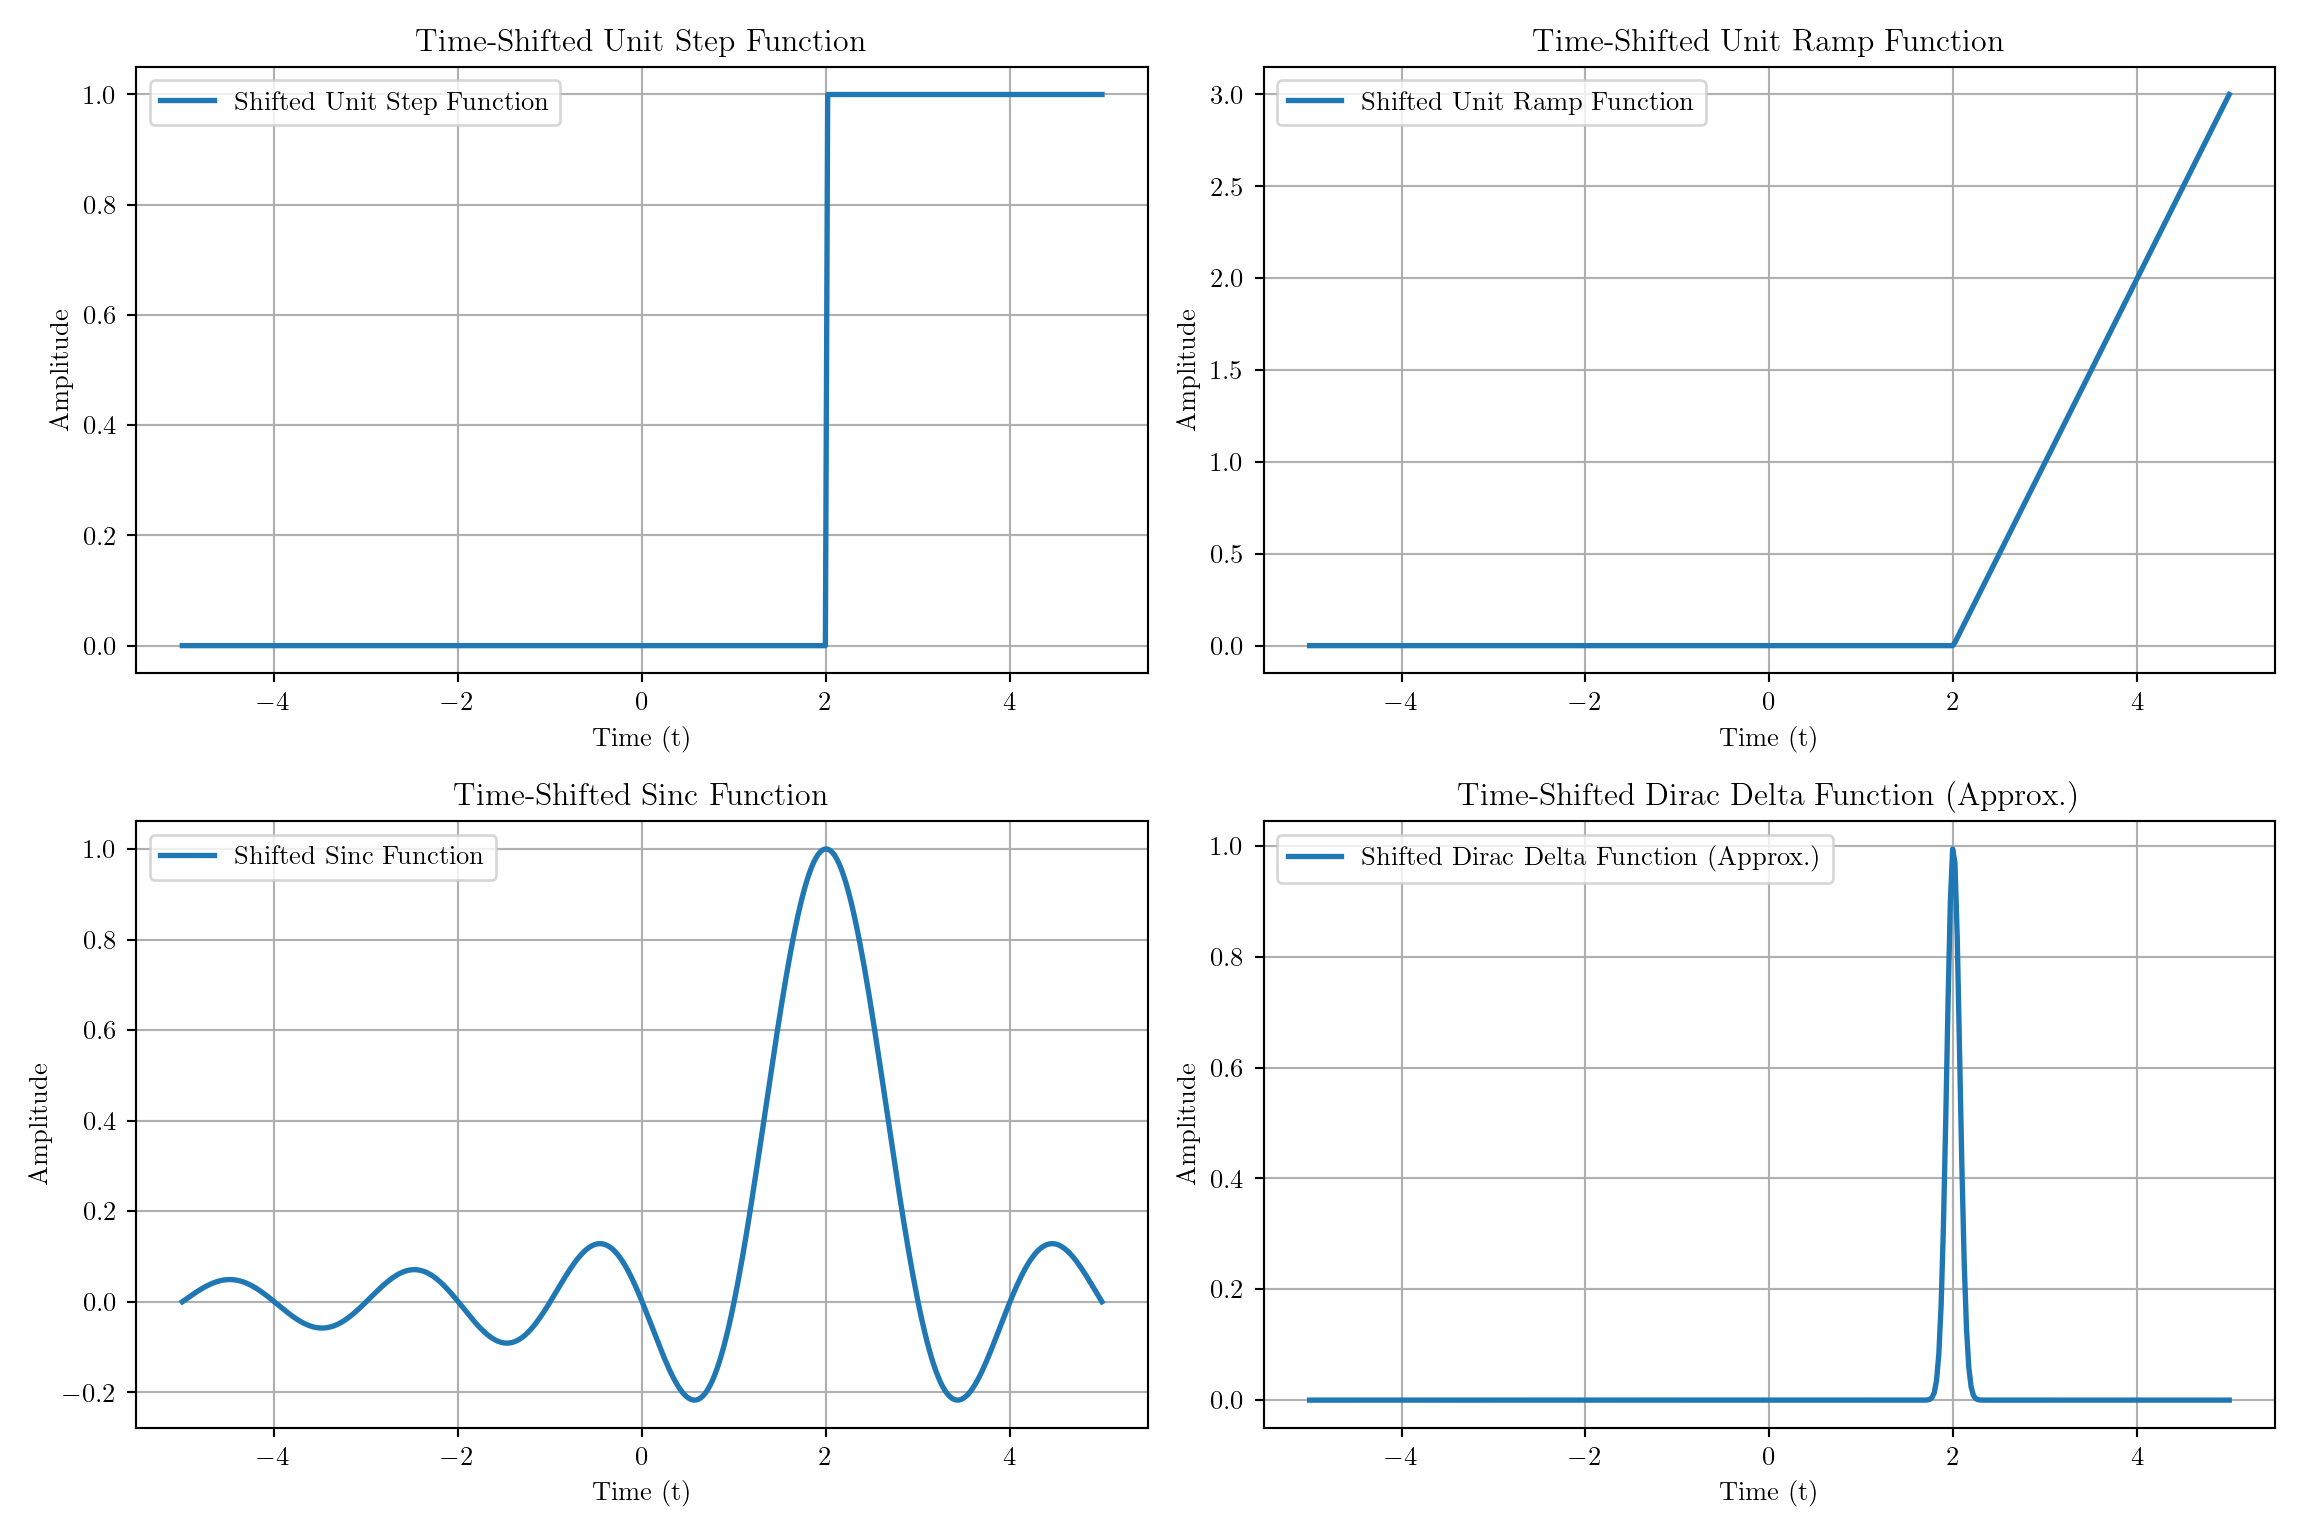 Time-Shifted Unit Step Function
Shifted Unit Step Function
Amplitude
1.0
0.8
0.6
0.4
0.2
0.0
−4 −2 0 2 4
Time (t)
Time-Shifted Unit Ramp Function
Shifted Unit Ramp Function
Amplitude
3.0
2.5
2.0
1.5
1.0
0.5
0.0
−4 −2 0 2 4
Time (t)
Time-Shifted Sinc Function
Shifted Sinc Function
Amplitude
1.0
0.8
0.6
0.4
0.2
0.0
−0.2
−4 −2 0 2 4
Time (t)
Time-Shifted Dirac Delta Function (Approx.)
Shifted Dirac Delta Function (Approx.)
Amplitude
1.0
0.8
0.6
0.4
0.2
0.0
−4 −2 0 2 4
Time (t)